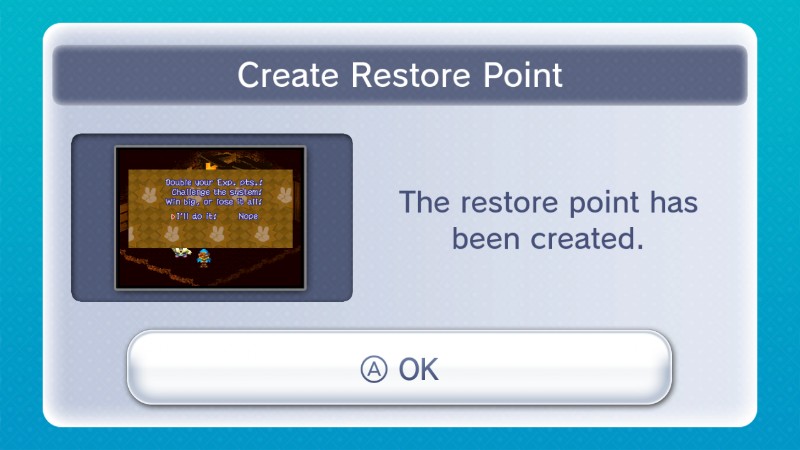 Create Restore Point
Double your Exp. pts.!
Challenge the system!
Win big, or lose it all!
I'll do it! Nope
The restore point has
been created.
Ⓐ OK